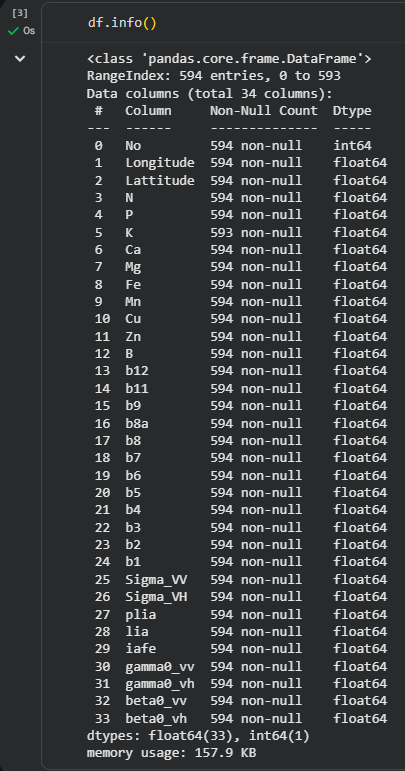 [3]
0s
df.info()
<class 'pandas.core.frame.DataFrame'>
RangeIndex: 594 entries, 0 to 593
Data columns (total 34 columns):
 #   Column     Non-Null Count  Dtype
---  ------     --------------  -----
 0   No         594 non-null    int64
 1   Longitude  594 non-null    float64
 2   Lattitude  594 non-null    float64
 3   N          594 non-null    float64
 4   P          594 non-null    float64
 5   K          593 non-null    float64
 6   Ca         594 non-null    float64
 7   Mg         594 non-null    float64
 8   Fe         594 non-null    float64
 9   Mn         594 non-null    float64
 10  Cu         594 non-null    float64
 11  Zn         594 non-null    float64
 12  B          594 non-null    float64
 13  b12        594 non-null    float64
 14  b11        594 non-null    float64
 15  b9         594 non-null    float64
 16  b8a        594 non-null    float64
 17  b8         594 non-null    float64
 18  b7         594 non-null    float64
 19  b6         594 non-null    float64
 20  b5         594 non-null    float64
 21  b4         594 non-null    float64
 22  b3         594 non-null    float64
 23  b2         594 non-null    float64
 24  b1         594 non-null    float64
 25  Sigma_VV   594 non-null    float64
 26  Sigma_VH   594 non-null    float64
 27  plia       594 non-null    float64
 28  lia        594 non-null    float64
 29  iafe       594 non-null    float64
 30  gamma0_vv  594 non-null    float64
 31  gamma0_vh  594 non-null    float64
 32  beta0_vv   594 non-null    float64
 33  beta0_vh   594 non-null    float64
dtypes: float64(33), int64(1)
memory usage: 157.9 KB